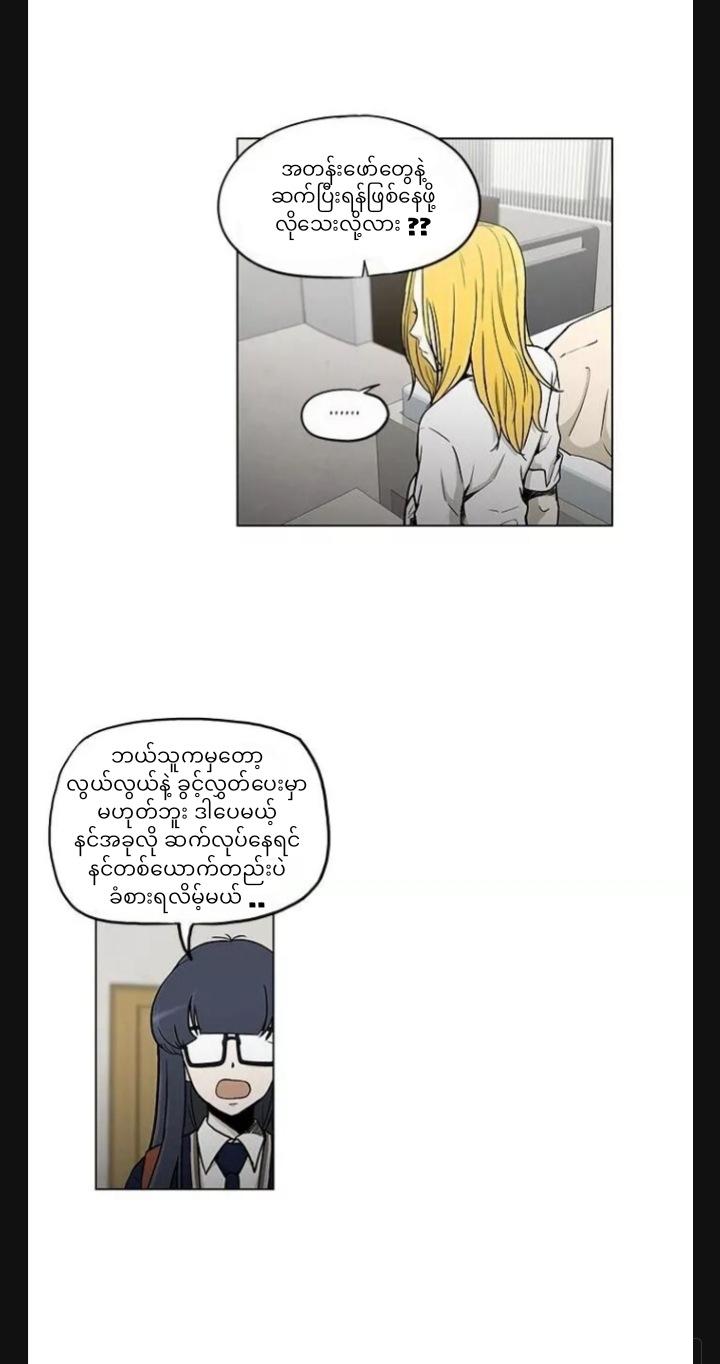 အတန်းဖော်တွေနဲ့
ဆက်ပြီးရန်ဖြစ်နေဖို့
လိုသေးလို့လား ??
......
ဘယ်သူကမှတော့
လွယ်လွယ်နဲ့ ခွင့်လွှတ်ပေးမှာ
မဟုတ်ဘူး ဒါပေမယ့်
နင်အခုလို ဆက်လုပ်နေရင်
နင်တစ်ယောက်တည်းပဲ
ခံစားရလိမ့်မယ် ..